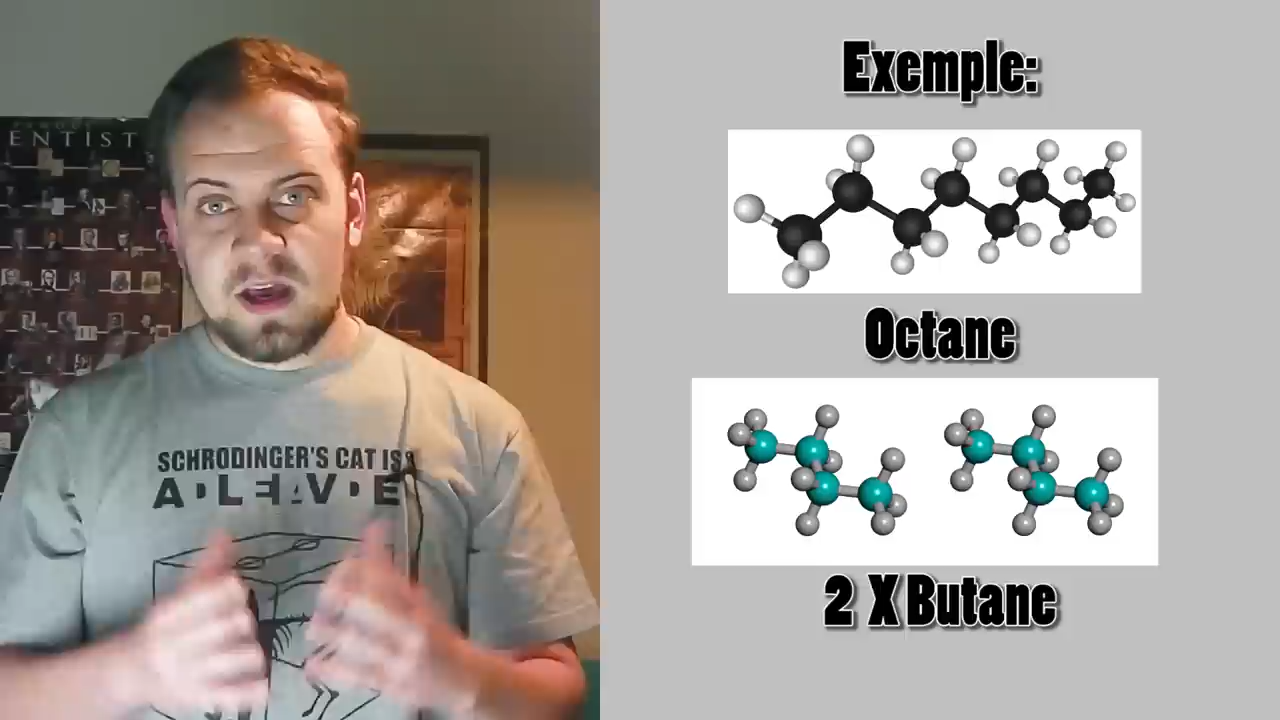 ENTIST
SCHRODINGER'S CAT IS
Exemple:
Octane
2 X Butane